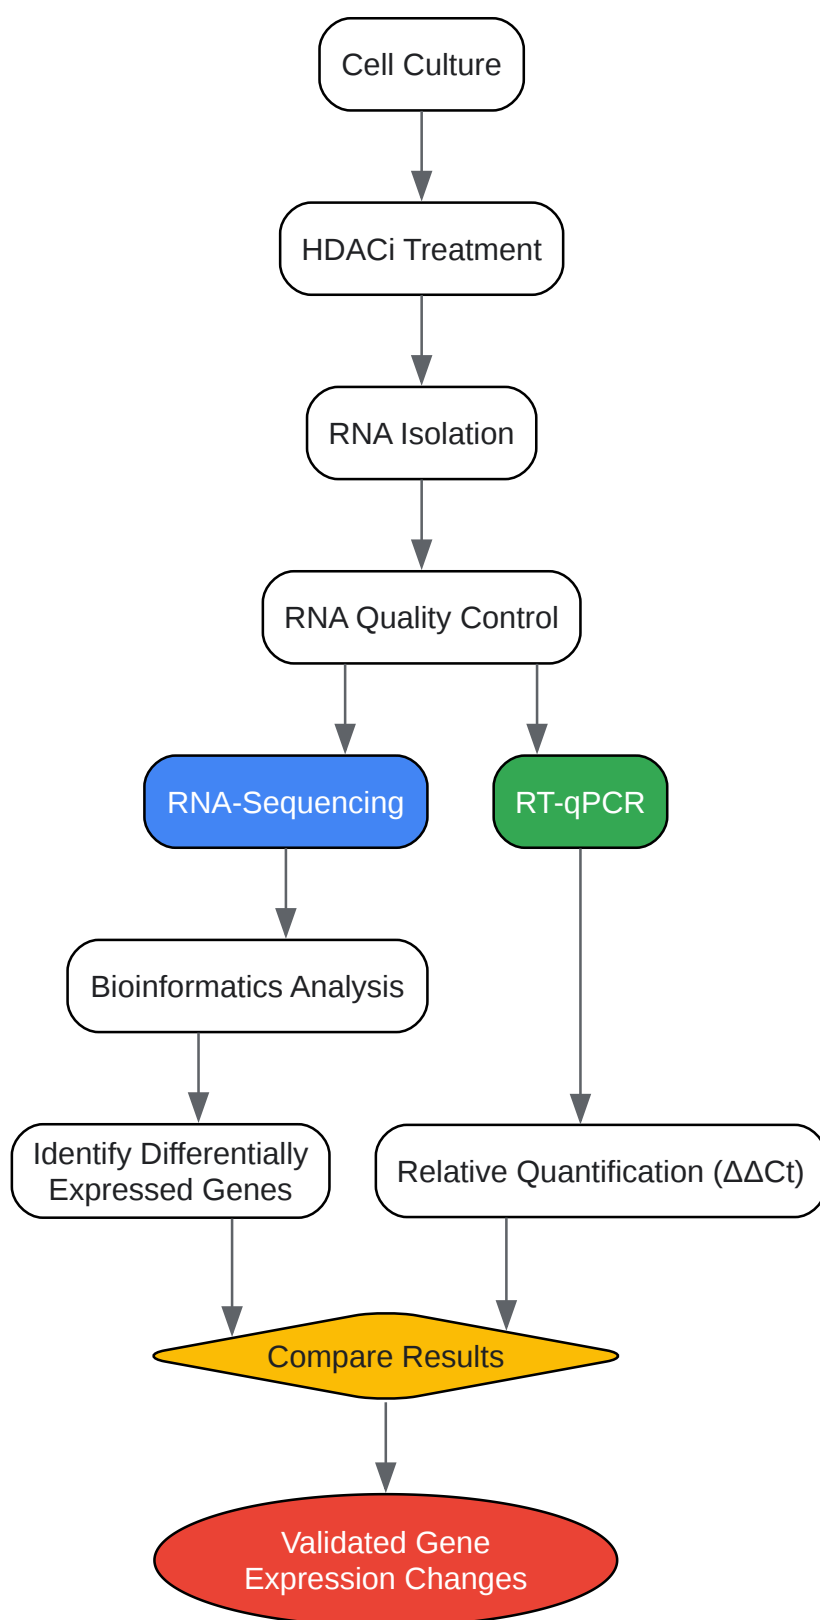 Cell Culture
HDACi Treatment
RNA Isolation
RNA Quality Control
RNA-Sequencing
RT-qPCR
Bioinformatics Analysis
Identify Differentially
Expressed Genes
Relative Quantification (ΔΔCt)
Compare Results
Validated Gene
Expression Changes